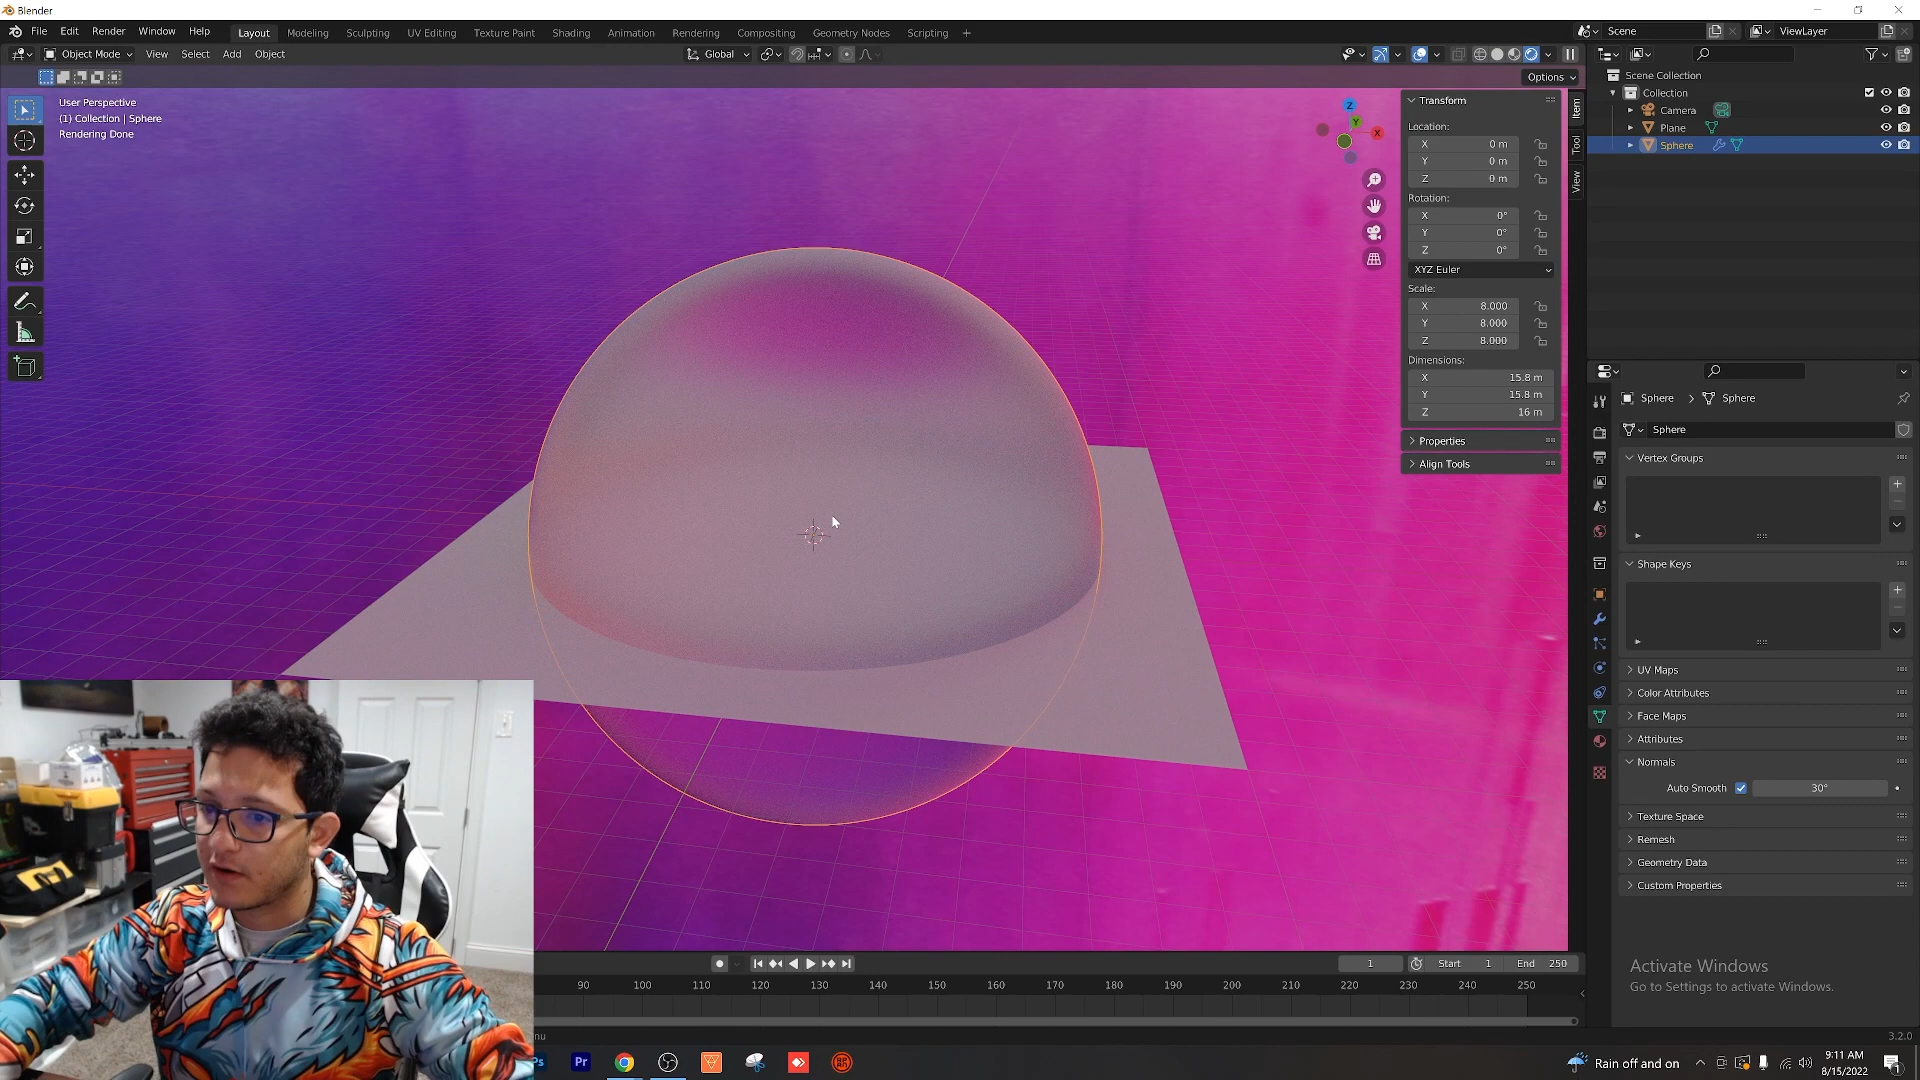 Blender
File Edit Render Window Help Layout Modeling Sculpting UV Editing Texture Paint Shading Animation Rendering Compositing Geometry Nodes Scripting + Scene ViewLayer
Object Mode View Select Add Object Global
Options
User Perspective
(1) Collection | Sphere
Rendering Done
Z
Y
X
Transform
Location:
X 0 m
Y 0 m
Z 0 m
Rotation:
X 0°
Y 0°
Z 0°
XYZ Euler
Scale:
X 8.000
Y 8.000
Z 8.000
Dimensions:
X 15.8 m
Y 15.8 m
Z 16 m
Properties
Align Tools
Item
Tool
View
Scene Collection
Collection
Camera
Plane
Sphere
Sphere > Sphere
Sphere
Vertex Groups
Shape Keys
UV Maps
Color Attributes
Face Maps
Attributes
Normals
Auto Smooth 30°
Texture Space
Remesh
Geometry Data
Custom Properties
Activate Windows
Go to Settings to activate Windows.
1 Start 1 End 250
90 100 110 120 130 140 150 160 170 180 190 200 210 220 230 240 250
nu
3.2.0
Ps Pr
Rain off and on
9:11 AM
8/15/2022
1